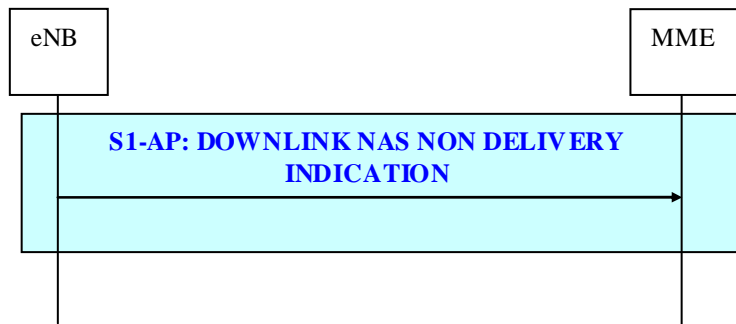 eNB
MME
S1-AP: DOWNLINK NAS NON DELIVERY
INDICATION